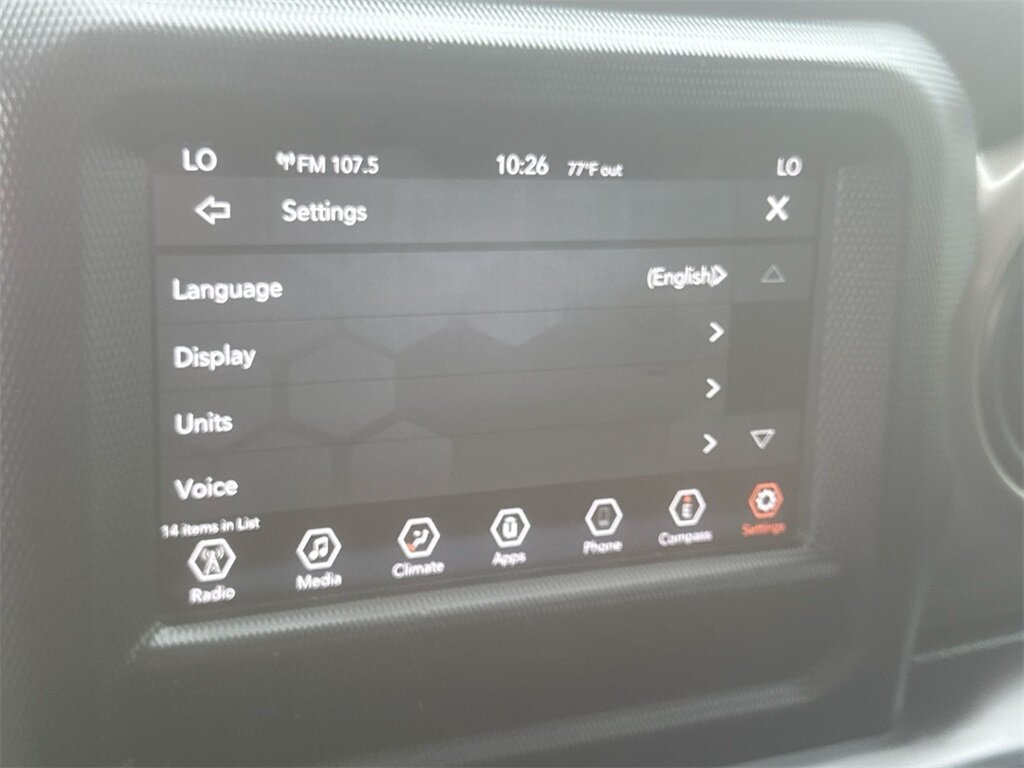 LO FM 107.5 10:26 77°F out LO
Settings X
Language (English)
Display
Units
Voice
14 items in List
Radio Media Climate Apps Phone Compass Settings